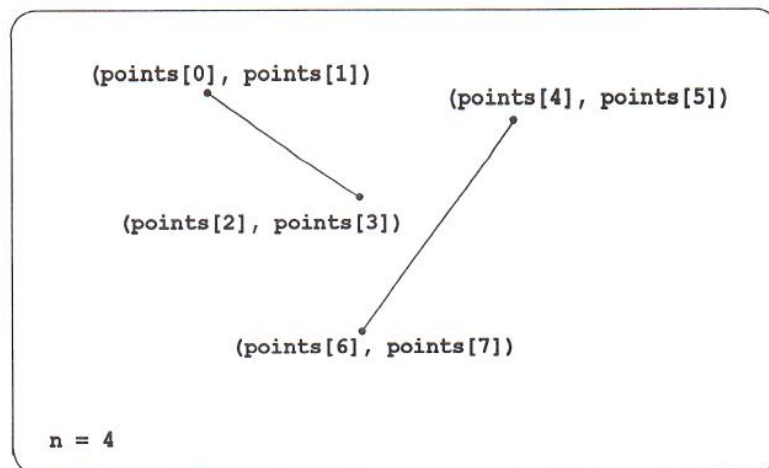 (points[0], points[1])
(points[4], points[5])
(points[2], points[3])
(points[6], points[7])
n = 4